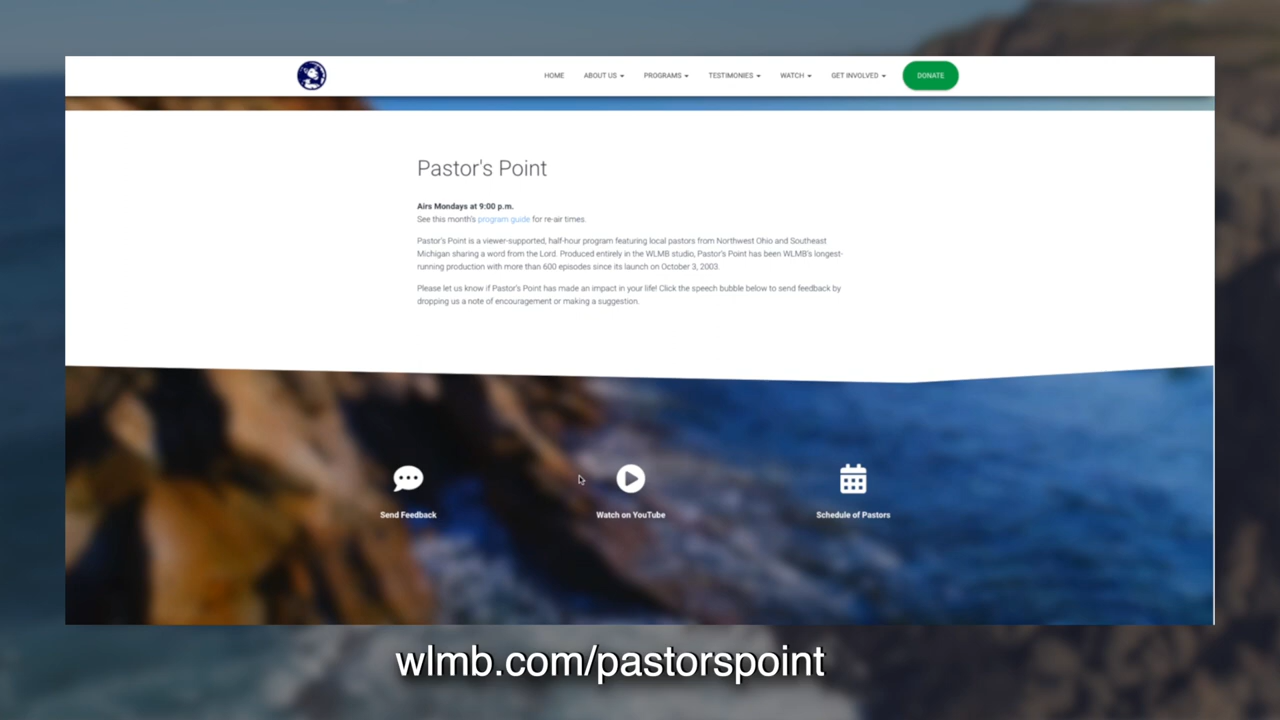 HOME ABOUT US PROGRAMS TESTIMONIES WATCH GET INVOLVED DONATE
Pastor's Point
Airs Mondays at 9:00 p.m.
See this month's program guide for re-air times.
Pastor's Point is a viewer-supported, half-hour program featuring local pastors from Northwest Ohio and Southeast
Michigan sharing a word from the Lord. Produced entirely in the WLMB studio, Pastor's Point has been WLMB's longest-
running production with more than 600 episodes since its launch on October 3, 2003.
Please let us know if Pastor's Point has made an impact in your life! Click the speech bubble below to send feedback by
dropping us a note of encouragement or making a suggestion.
Send Feedback Watch on YouTube Schedule of Pastors
wlmb.com/pastorspoint